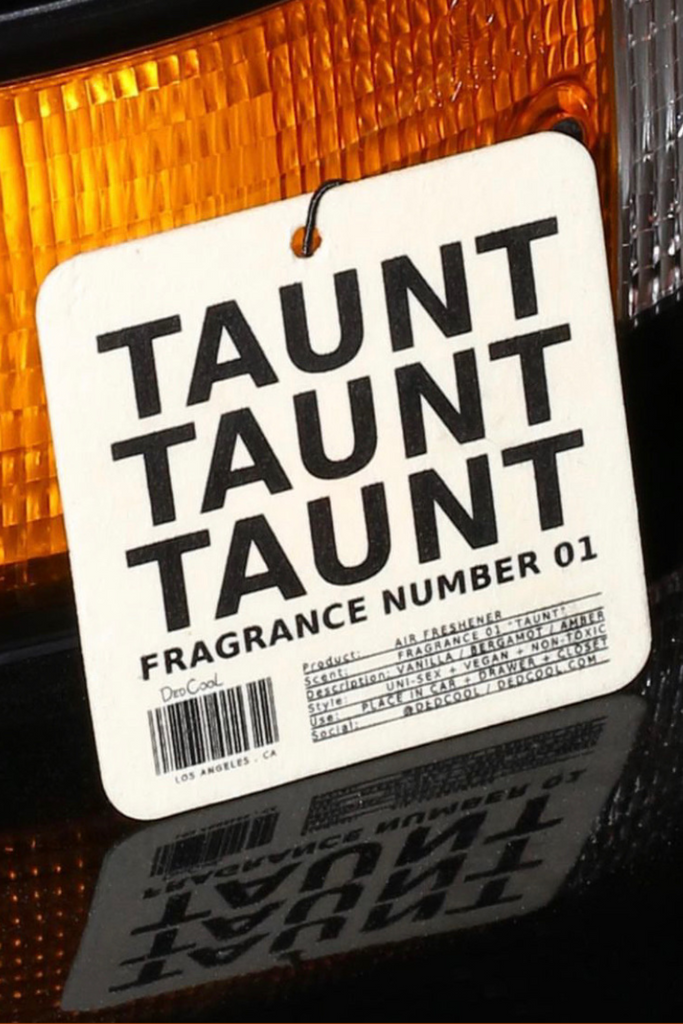 TAUNT
TAUNT
TAUNT
FRAGRANCE NUMBER 01
DedCool
LOS ANGELES . CA
Product: AIR FRESHENER
Scent: FRAGRANCE 01 "TAUNT"
Description: VANILLA / BERGAMOT / AMBER
Style: UNI-SEX + VEGAN + NON-TOXIC
Use: PLACE IN CAR + DRAWER + CLOSET
Social: @DEDCOOL / DEDCOOL.COM